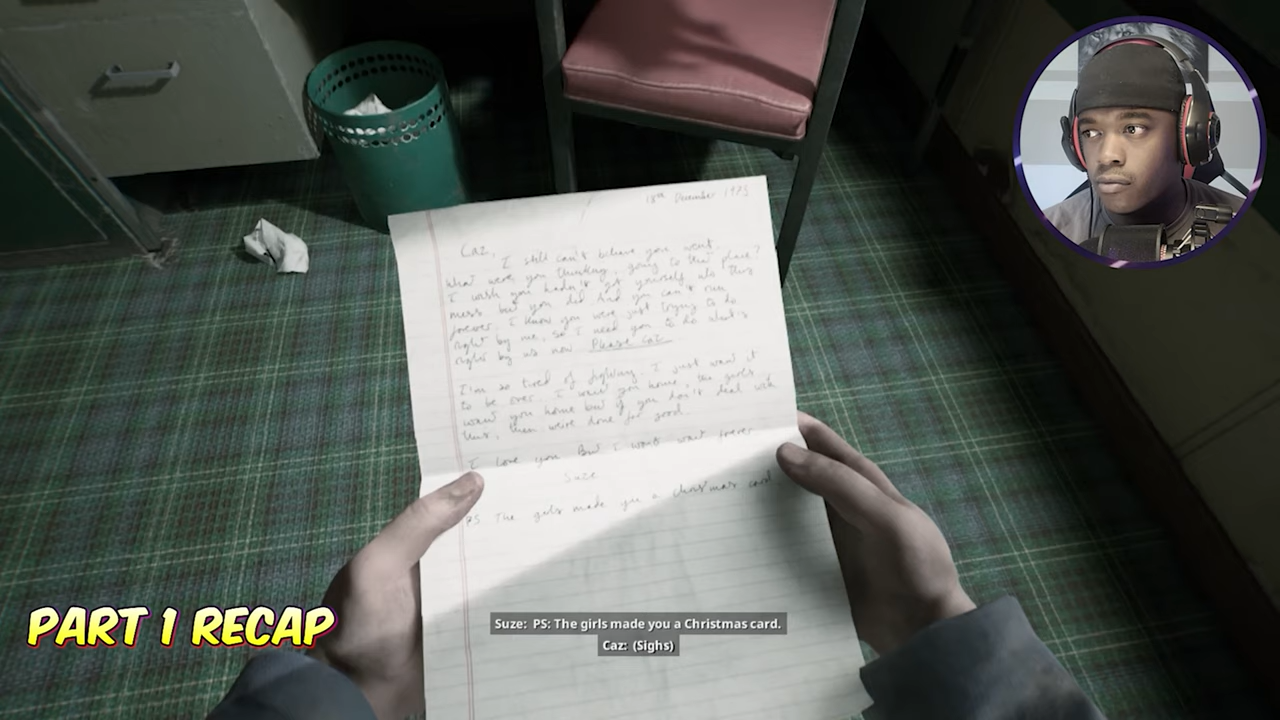 18th December 1975
Caz,
I still can't believe you went.
What were you thinking, going to that place?
I wish you hadn't got yourself into this
mess but you did and you can't run
forever. I know you were just trying to do
right by me, so I need you to do what's
right by us now. Please Caz
I'm so tired of fighting. I just want it
to be over. I want you home, the girls
want you home but if you don't deal with
this, then we're done for good.
I love you. But I won't wait forever
Suze
PS. The girls made you a Christmas card
Suze: PS: The girls made you a Christmas card.
Caz: (Sighs)
PART 1 RECAP